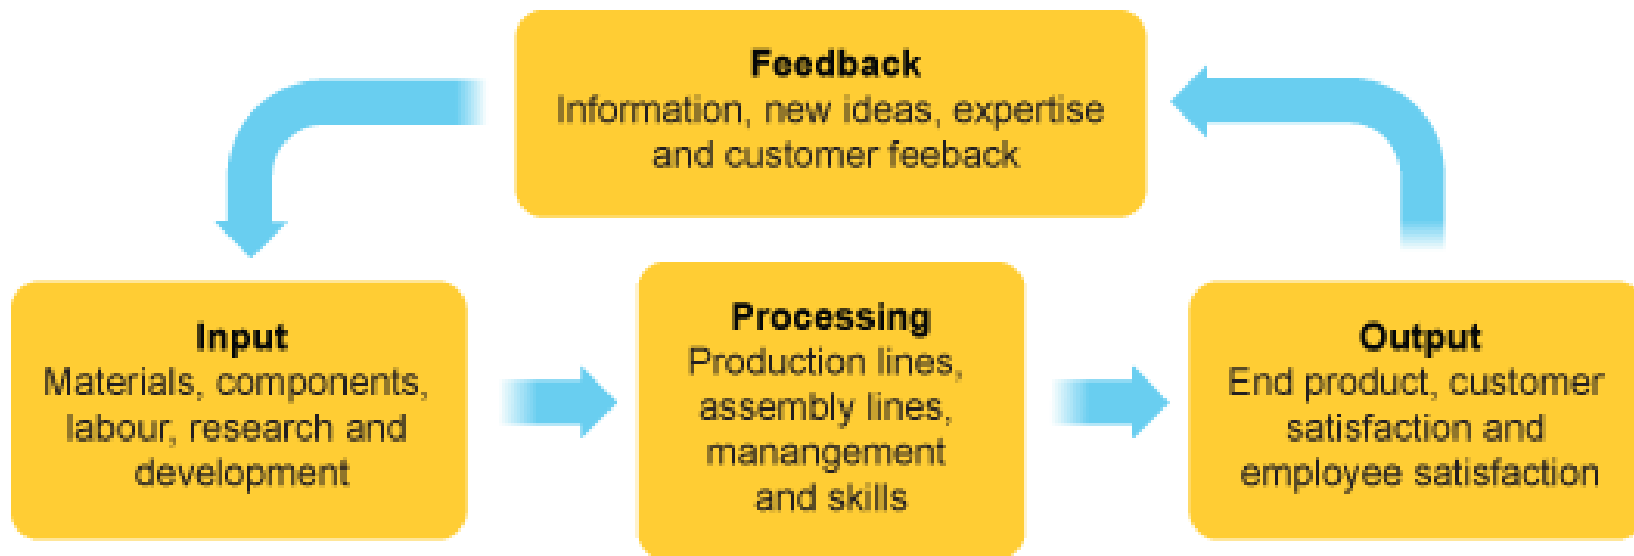 Feedback
Information, new ideas, expertise
and customer feeback
Input
Materials, components,
labour, research and
development
Processing
Production lines,
assembly lines,
manangement
and skills
Output
End product, customer
satisfaction and
employee satisfaction